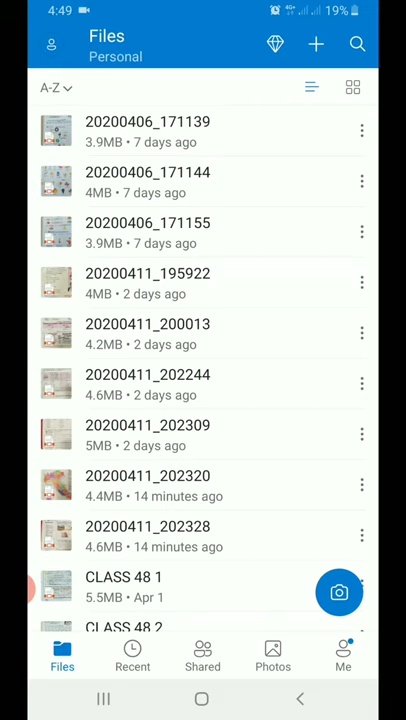 4:49
4G+ 19%
Files
Personal
A-Z
20200406_171139
3.9MB • 7 days ago
20200406_171144
4MB • 7 days ago
20200406_171155
3.9MB • 7 days ago
20200411_195922
4MB • 2 days ago
20200411_200013
4.2MB • 2 days ago
20200411_202244
4.6MB • 2 days ago
20200411_202309
5MB • 2 days ago
20200411_202320
4.4MB • 14 minutes ago
20200411_202328
4.6MB • 14 minutes ago
CLASS 48 1
5.5MB • Apr 1
CLASS 48 2
Files Recent Shared Photos Me